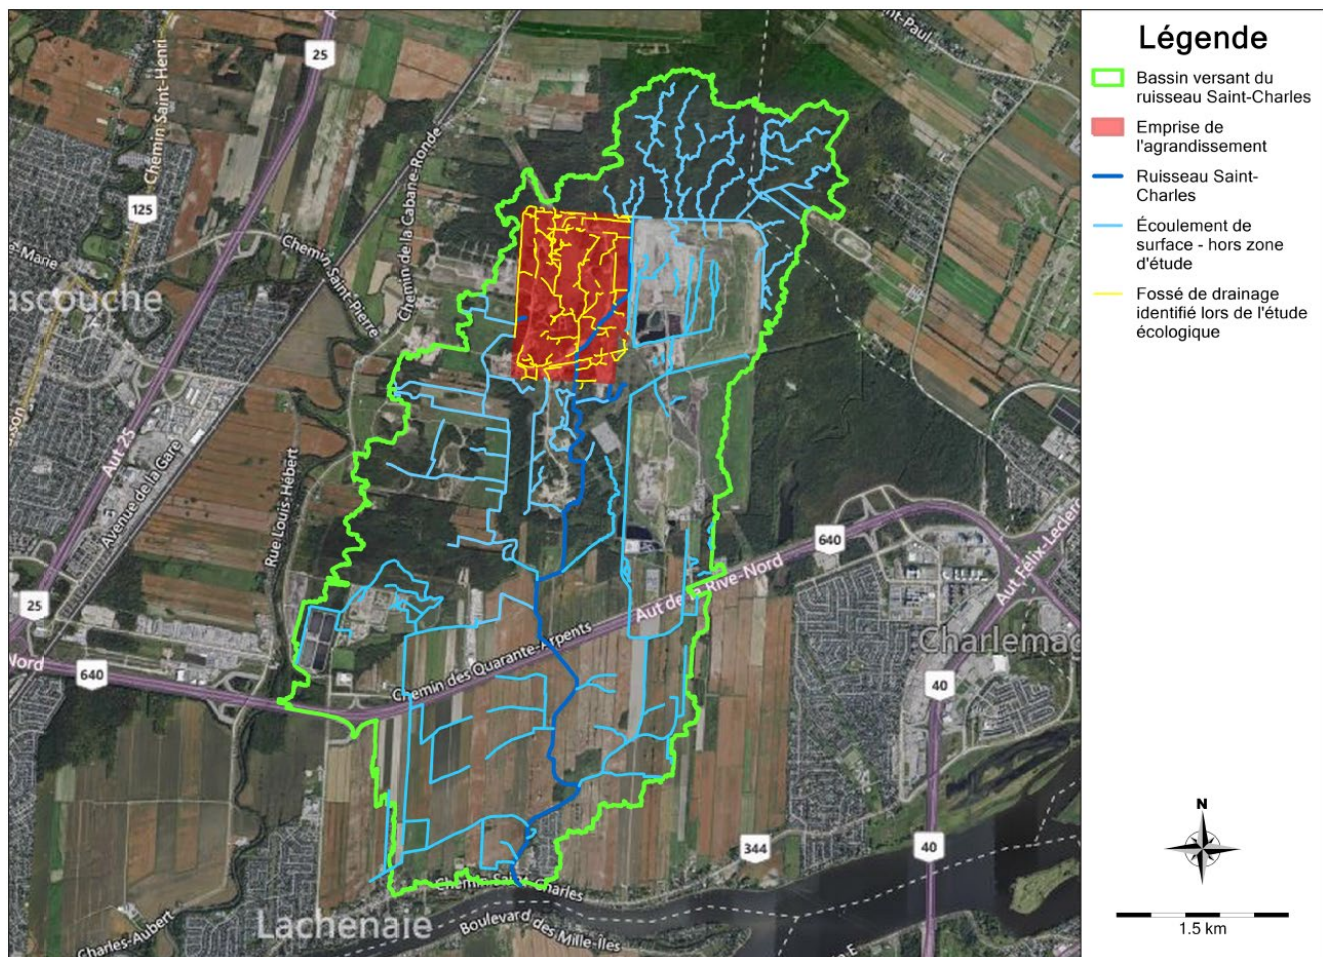 25
Chemin Saint-Henri
125
Chemin de la Cabane-Ronde
Chemin Saint-Pierre
e-Marie
ascouche
Aut 25
Avenue de la Gare
Rue Louis-Hébert
25
Nord
640
Chemin des Quarante-Arpents
Aut de la Rive-Nord
640
Aut Félix-Leclerc
Charlemag
40
344
40
Chemin Saint-Charles
Lachenaie
Boulevard des Mille-Îles
Charles-Aubert
Légende
Bassin versant du
ruisseau Saint-Charles
Emprise de
l'agrandissement
Ruisseau Saint-
Charles
Écoulement de
surface - hors zone
d'étude
Fossé de drainage
identifié lors de l'étude
écologique
N
1.5 km